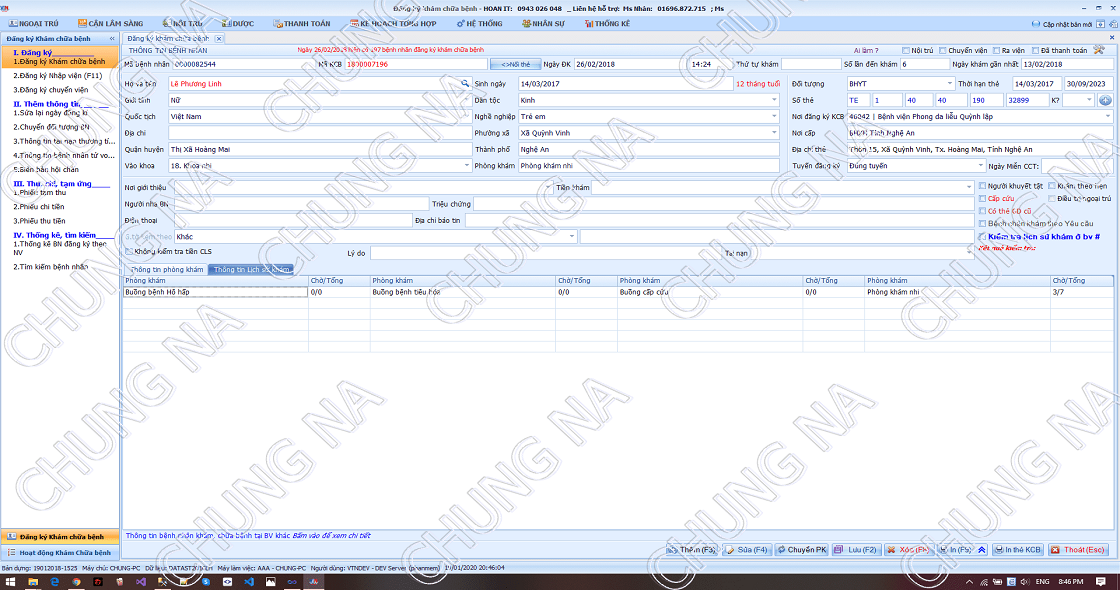 Đăng ký khám chữa bệnh - HOAN IT: 0943 026 048 _ Liên hệ hỗ trợ: Ms Nhàn: 01696.872.715 ; Ms
NGOẠI TRÚ CẬN LÂM SÀNG NỘI TRÚ DƯỢC THANH TOÁN KẾ HOẠCH TỔNG HỢP HỆ THỐNG NHÂN SỰ THỐNG KÊ Cập nhật bản mới
Đăng ký Khám chữa bệnh
I. Đăng ký
1.Đăng ký Khám chữa bệnh
2.Đăng ký Nhập viện (F11)
3.Đăng ký chuyển viện
II. Thêm thông tin
1.Sửa lại ngày đăng kí
2.Chuyển đối tượng BN
3.Thông tin tai nạn thương tí...
4.Thông tin bệnh nhân tử vo...
5.Biên bản hội chẩn
III. Thu, chi, tạm ứng
1.Phiếu tạm thu
2.Phiếu chi tiền
3.Phiếu thu tiền
IV. Thống kê, tìm kiếm
1.Thống kê BN đăng ký theo
NV
2.Tìm kiếm bệnh nhân
Đăng ký Khám chữa bệnh
Hoạt động Khám Chữa bệnh
Đăng ký khám chữa bệnh
THÔNG TIN BỆNH NHÂN
Ngày 26/02/2018 hiện có 197 bệnh nhân đăng ký khám chữa bệnh
Ai làm ? Nội trú Chuyển viện Ra viện Đã thanh toán
Mã bệnh nhân 0000082544 Mã KCB 1800007196 <>Nối thẻ Ngày ĐK 26/02/2018 14:24 Thứ tự khám Số lần đến khám 6 Ngày khám gần nhất 13/02/2018
Họ và tên Lê Phương Linh Sinh ngày 14/03/2017 12 tháng tuổi Đối tượng BHYT Thời hạn thẻ 14/03/2017 30/09/2023
Giới tính Nữ Dân tộc Kinh Số thẻ TE 1 40 40 190 32899 K?
Quốc tịch Việt Nam Nghề nghiệp Trẻ em Nơi đăng ký KCB 46042 | Bệnh viện Phong da liễu Quỳnh lập
Địa chỉ Phường xã Xã Quỳnh Vinh Nơi cấp BHXH Tỉnh Nghệ An
Quận huyện Thị Xã Hoàng Mai Thành phố Nghệ An Địa chỉ thẻ Thôn 15, Xã Quỳnh Vinh, Tx. Hoàng Mai, Tỉnh Nghệ An
Vào khoa 18. Khoa nhi Phòng khám Phòng khám nhi Tuyến đăng ký Đúng tuyến Ngày Miễn CCT:
Nơi giới thiệu Tiền khám Người khuyết tật Khám theo hẹn
Người nhà BN Triệu chứng Cấp cứu Điều trị ngoại trú
Điện thoại Địa chỉ báo tin Có thẻ GD cũ
Khác Bệnh nhân khám theo Yêu cầu
Kiểm tra lịch sử khám ở bv #
Không kiểm tra tiền CLS Lý do Tai nạn
Thông tin phòng khám Thông tin Lịch sử khám
Phòng khám Chờ/Tổng Phòng khám Chờ/Tổng Phòng khám Chờ/Tổng Phòng khám Chờ/Tổng
Buồng bệnh Hô hấp 0/0 Buồng bệnh tiêu hóa 0/0 Buồng cấp cứu 0/0 Phòng khám nhi 3/7
Thông tin bệnh nhân khám, chữa bệnh tại BV khác Bấm vào để xem chi tiết
Thêm (F3) Sửa (F4) Chuyển PK Lưu (F2) Xóa (F8) In (F5) In thẻ KCB Thoát (Esc)
Bản dựng: 19012018-1525 Máy chủ: CHUNG-PC Máy làm việc: AAA - CHUNG-PC Người dùng: VTNDEV - DEV Server
ENG 8:46 PM
CHUNG NA
CHUNG NA
CHUNG NA
CHUNG NA
CHUNG NA
CHUNG NA
CHUNG NA
CHUNG NA